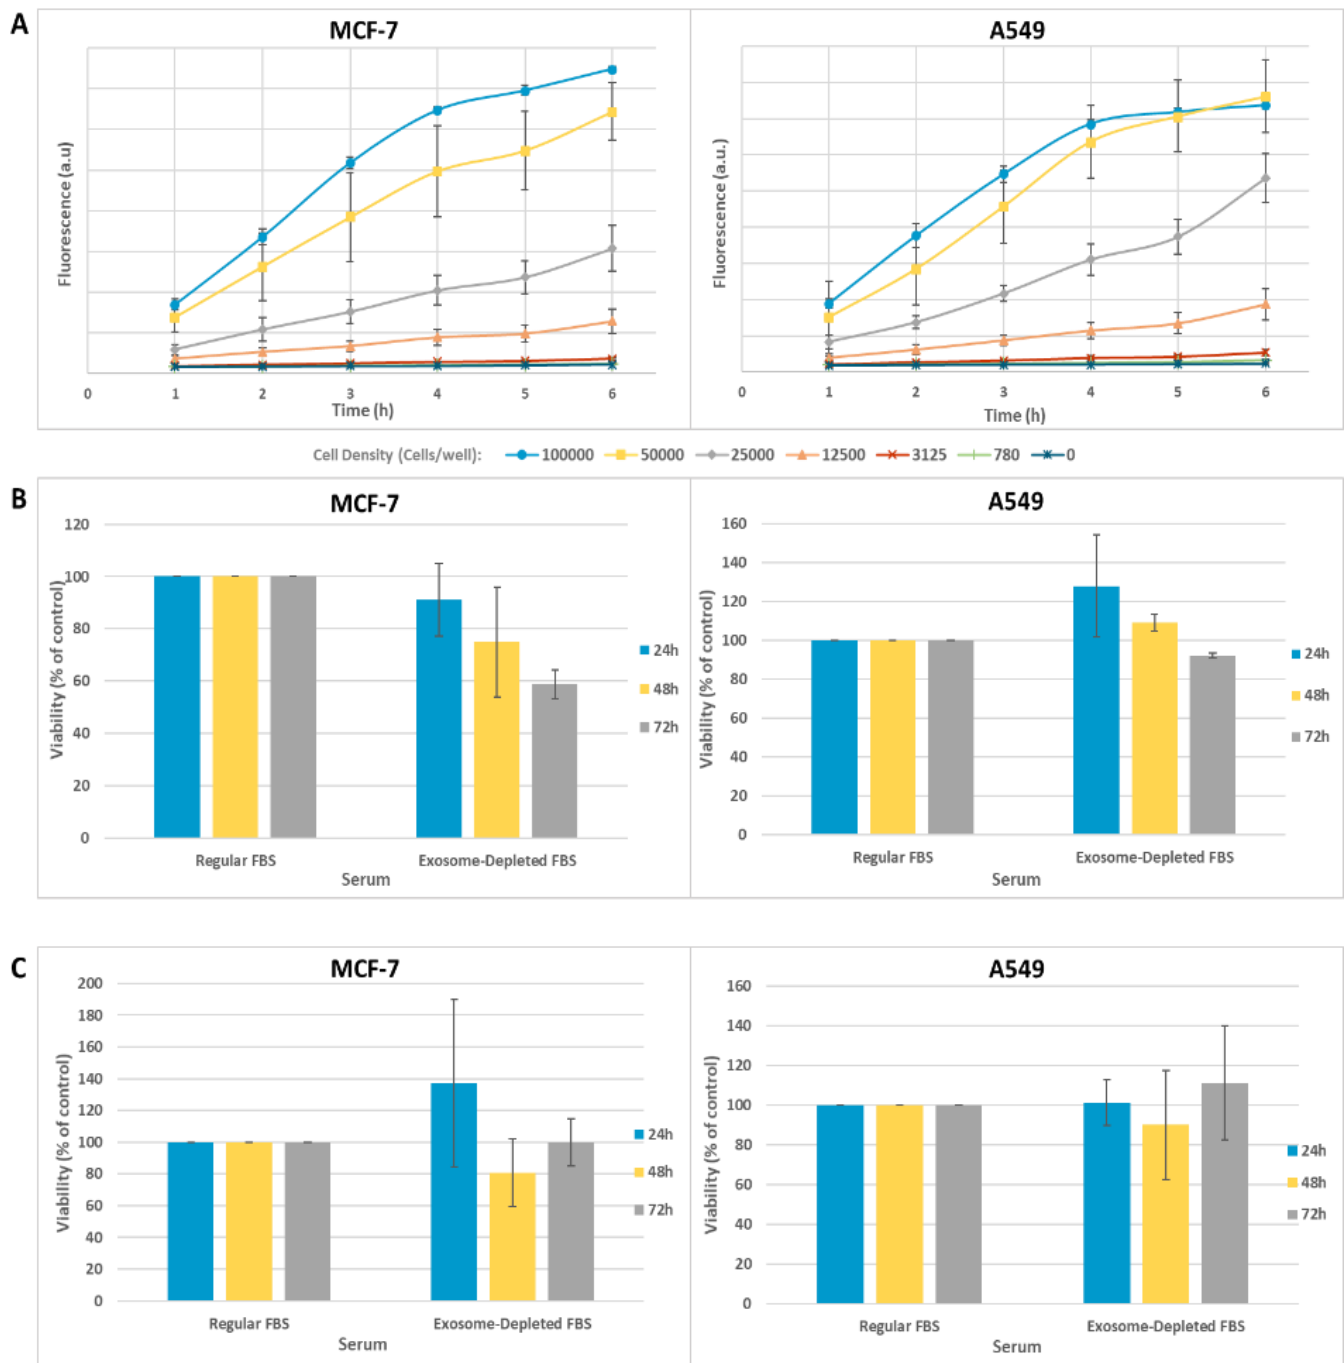 A
MCF-7
A549
Fluorescence (a.u)
0 1 2 3 4 5 6
Time (h)
Fluorescence (a.u.)
0 1 2 3 4 5 6
Time (h)
Cell Density (Cells/well): 100000 50000 25000 12500 3125 780 0
B
MCF-7
Viability (% of control)
120
100
80
60
40
20
0
Regular FBS Exosome-Depleted FBS
Serum
24h
48h
72h
A549
Viability (% of control)
160
140
120
100
80
60
40
20
0
Regular FBS Exosome-Depleted FBS
Serum
24h
48h
72h
C
MCF-7
Viability (% of control)
200
180
160
140
120
100
80
60
40
20
0
Regular FBS Exosome-Depleted FBS
Serum
24h
48h
72h
A549
Viability (% of control)
160
140
120
100
80
60
40
20
0
Regular FBS Exosome-Depleted FBS
Serum
24h
48h
72h